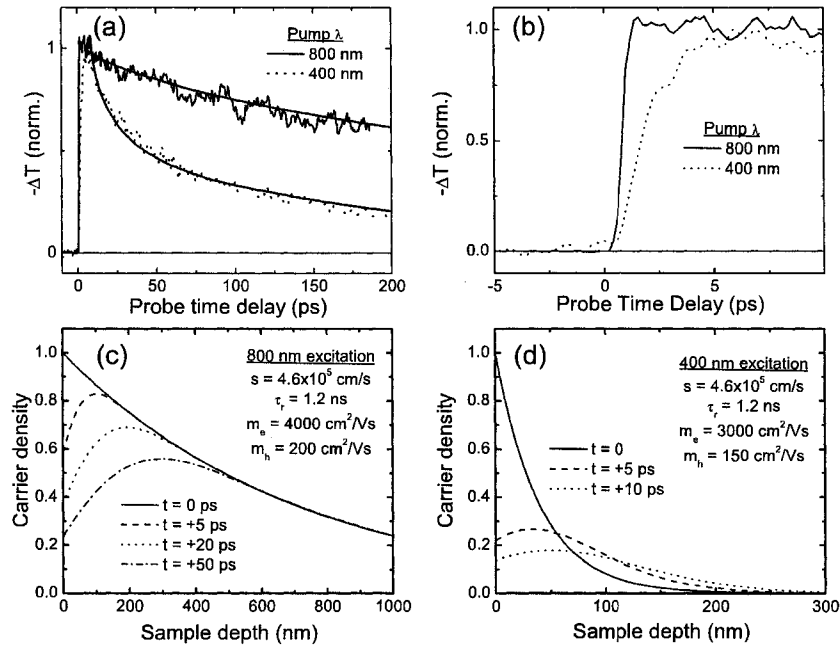 (a)
Pump λ
800 nm
400 nm
1
0
-ΔT (norm.)
0 50 100 150 200
Probe time delay (ps)
(b)
1.0
0.5
0.0
-ΔT (norm.)
Pump λ
800 nm
400 nm
-5 0 5
Probe Time Delay (ps)
(c)
800 nm excitation
s = 4.6x10⁵ cm/s
τr = 1.2 ns
me = 4000 cm²/Vs
mh = 200 cm²/Vs
t = 0 ps
t = +5 ps
t = +20 ps
t = +50 ps
1.0
0.8
0.6
0.4
0.2
0.0
Carrier density
0 200 400 600 800 1000
Sample depth (nm)
(d)
400 nm excitation
s = 4.6x10⁵ cm/s
τr = 1.2 ns
me = 3000 cm²/Vs
mh = 150 cm²/Vs
t = 0
t = +5 ps
t = +10 ps
1.0
0.8
0.6
0.4
0.2
0.0
Carrier density
0 100 200 300
Sample depth (nm)